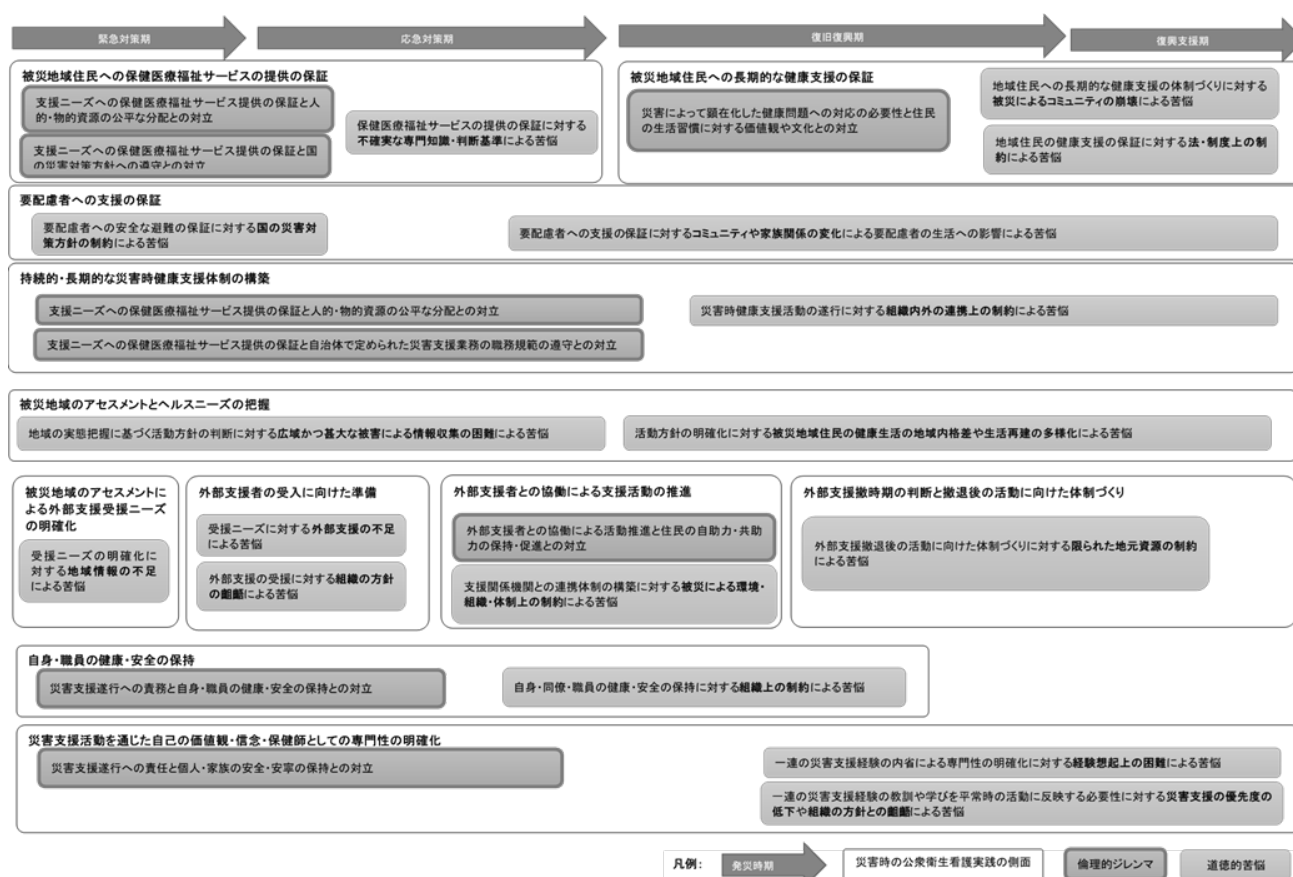 緊急対策期
応急対策期
復旧復興期
復興支援期
被災地域住民への保健医療福祉サービスの提供の保証
支援ニーズへの保健医療福祉サービス提供の保証と人
的・物的資源の公平な分配との対立
支援ニーズへの保健医療福祉サービス提供の保証と国
の災害対策方針への遵守との対立
保健医療福祉サービスの提供の保証に対する
不確実な専門知識・判断基準による苦悩
被災地域住民への長期的な健康支援の保証
災害によって顕在化した健康問題への対応の必要性と住民
の生活習慣に対する価値観や文化との対立
地域住民への長期的な健康支援の体制づくりに対する
被災によるコミュニティの崩壊による苦悩
地域住民の健康支援の保証に対する法・制度上の制
約による苦悩
要配慮者への支援の保証
要配慮者への安全な避難の保証に対する国の災害対
策方針の制約による苦悩
要配慮者への支援の保証に対するコミュニティや家族関係の変化による要配慮者の生活への影響による苦悩
持続的・長期的な災害時健康支援体制の構築
支援ニーズへの保健医療福祉サービス提供の保証と人的・物的資源の公平な分配との対立
支援ニーズへの保健医療福祉サービス提供の保証と自治体で定められた災害支援業務の職務規範の遵守との対立
災害時健康支援活動の遂行に対する組織内外の連携上の制約による苦悩
被災地域のアセスメントとヘルスニーズの把握
地域の実態把握に基づく活動方針の判断に対する広域かつ甚大な被害による情報収集の困難による苦悩
活動方針の明確化に対する被災地域住民の健康生活の地域内格差や生活再建の多様化による苦悩
被災地域のアセスメントに
よる外部支援受援ニーズ
の明確化
受援ニーズの明確化に
対する地域情報の不足
による苦悩
外部支援者の受入に向けた準備
受援ニーズに対する外部支援の不足
による苦悩
外部支援の受援に対する組織の方針
の齟齬による苦悩
外部支援者との協働による支援活動の推進
外部支援者との協働による活動推進と住民の自助力・共助
力の保持・促進との対立
支援関係機関との連携体制の構築に対する被災による環境・
組織・体制上の制約による苦悩
外部支援撤時期の判断と撤退後の活動に向けた体制づくり
外部支援撤退後の活動に向けた体制づくりに対する限られた地元資源の制約
による苦悩
自身・職員の健康・安全の保持
災害支援遂行への責務と自身・職員の健康・安全の保持との対立
自身・同僚・職員の健康・安全の保持に対する組織上の制約による苦悩
災害支援活動を通じた自己の価値観・信念・保健師としての専門性の明確化
災害支援遂行への責任と個人・家族の安全・安寧の保持との対立
一連の災害支援経験の内省による専門性の明確化に対する経験想起上の困難による苦悩
一連の災害支援経験の教訓や学びを平常時の活動に反映する必要性に対する災害支援の優先度の
低下や組織の方針との齟齬による苦悩
凡例:
発災時期
災害時の公衆衛生看護実践の側面
倫理的ジレンマ
道徳的苦悩